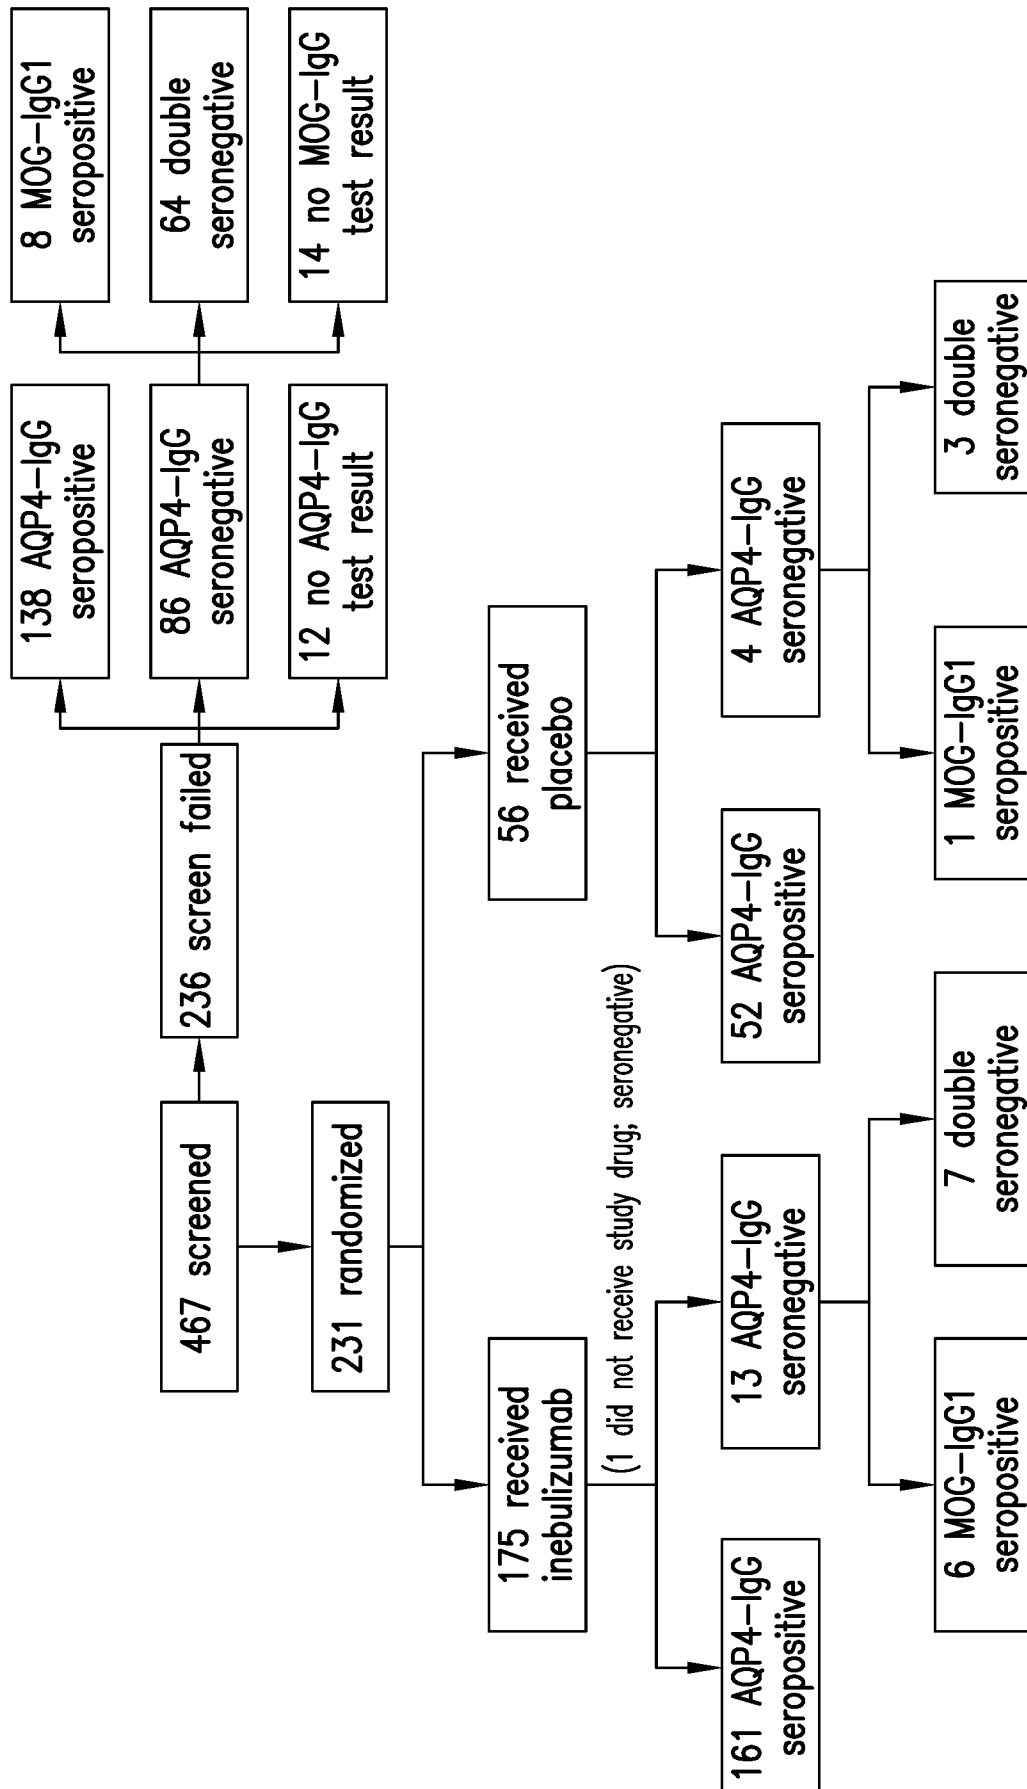 467 screened
236 screen failed
138 AQP4-IgG
seropositive
86 AQP4-IgG
seronegative
12 no AQP4-IgG
test result
8 MOG-IgG1
seropositive
64 double
seronegative
14 no MOG-IgG
test result
231 randomized
175 received
inebulizumab
56 received
placebo
(1 did not receive study drug; seronegative)
161 AQP4-IgG
seropositive
13 AQP4-IgG
seronegative
52 AQP4-IgG
seropositive
4 AQP4-IgG
seronegative
6 MOG-IgG1
seropositive
7 double
seronegative
1 MOG-IgG1
seropositive
3 double
seronegative